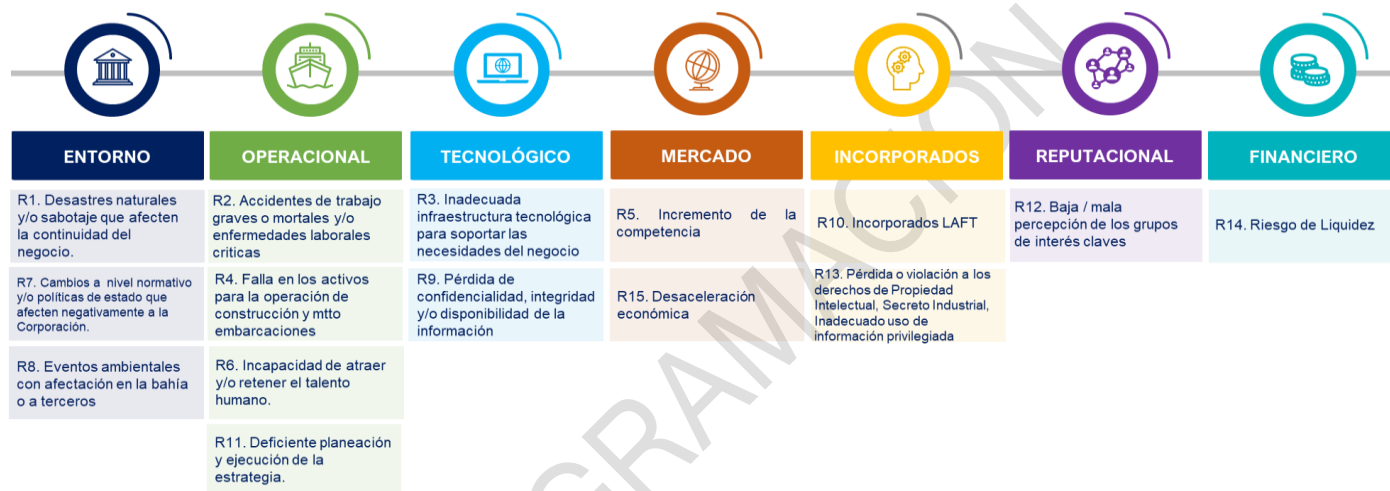 ENTORNO
R1. Desastres naturales
y/o sabotaje que afecten
la continuidad del
negocio.
R7. Cambios a nivel normativo
y/o políticas de estado que
afecten negativamente a la
Corporación.
R8. Eventos ambientales
con afectación en la bahía
o a terceros
OPERACIONAL
R2. Accidentes de trabajo
graves o mortales y/o
enfermedades laborales
criticas
R4. Falla en los activos
para la operación de
construcción y mtto
embarcaciones
R6. Incapacidad de atraer
y/o retener el talento
humano.
R11. Deficiente planeación
y ejecución de la
estrategia.
TECNOLÓGICO
R3. Inadecuada
infraestructura tecnológica
para soportar las
necesidades del negocio
R9. Pérdida de
confidencialidad, integridad
y/o disponibilidad de la
información
MERCADO
R5. Incremento de la
competencia
R15. Desaceleración
económica
INCORPORADOS
R10. Incorporados LAFT
R13. Pérdida o violación a los
derechos de Propiedad
Intelectual, Secreto Industrial,
Inadecuado uso de
información privilegiada
REPUTACIONAL
R12. Baja / mala
percepción de los grupos
de interés claves
FINANCIERO
R14. Riesgo de Liquidez
GRAMACION